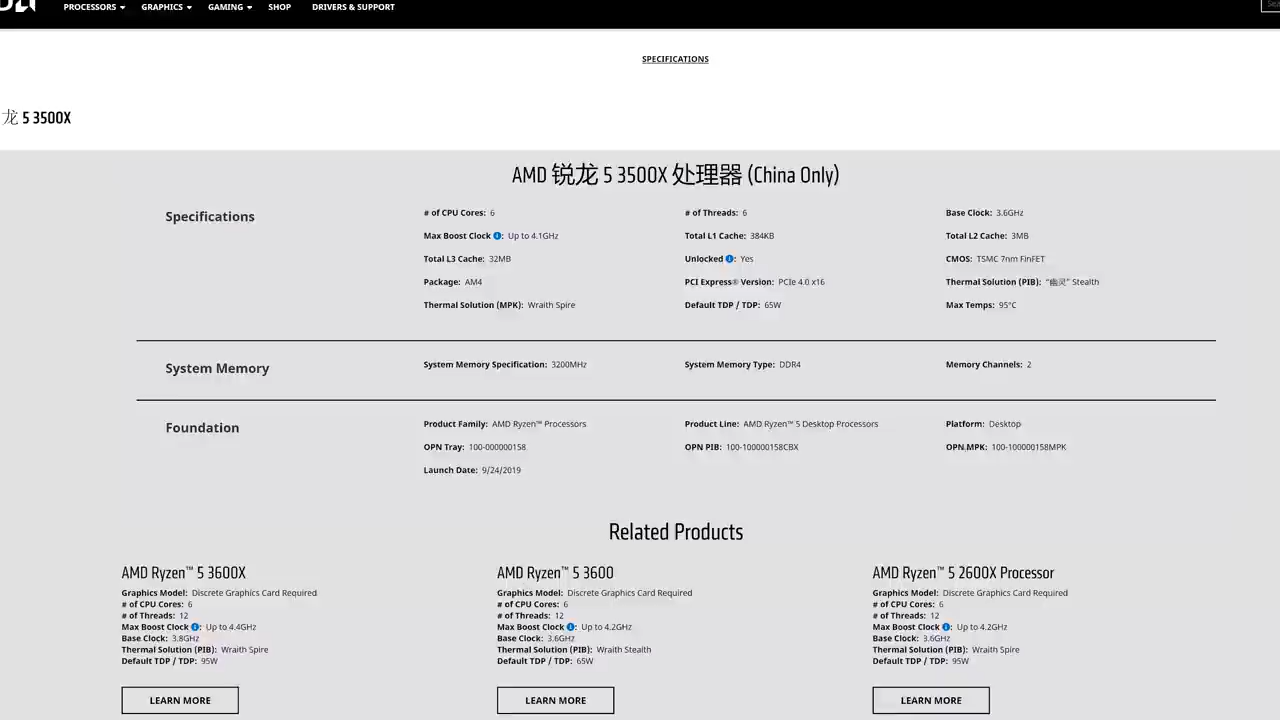 PROCESSORS GRAPHICS GAMING SHOP DRIVERS & SUPPORT
SPECIFICATIONS
龙 5 3500X
AMD 锐龙 5 3500X 处理器 (China Only)
Specifications
# of CPU Cores: 6 # of Threads: 6 Base Clock: 3.6GHz
Max Boost Clock : Up to 4.1GHz Total L1 Cache: 384KB Total L2 Cache: 3MB
Total L3 Cache: 32MB Unlocked : Yes CMOS: TSMC 7nm FinFET
Package: AM4 PCI Express® Version: PCIe 4.0 x16 Thermal Solution (PIB): “幽灵” Stealth
Thermal Solution (MPK): Wraith Spire Default TDP / TDP: 65W Max Temps: 95°C
System Memory
System Memory Specification: 3200MHz System Memory Type: DDR4 Memory Channels: 2
Foundation
Product Family: AMD Ryzen™ Processors Product Line: AMD Ryzen™ 5 Desktop Processors Platform: Desktop
OPN Tray: 100-000000158 OPN PIB: 100-100000158CBX OPN MPK: 100-100000158MPK
Launch Date: 9/24/2019
Related Products
AMD Ryzen™ 5 3600X
Graphics Model: Discrete Graphics Card Required
# of CPU Cores: 6
# of Threads: 12
Max Boost Clock : Up to 4.4GHz
Base Clock: 3.8GHz
Thermal Solution (PIB): Wraith Spire
Default TDP / TDP: 95W
LEARN MORE
AMD Ryzen™ 5 3600
Graphics Model: Discrete Graphics Card Required
# of CPU Cores: 6
# of Threads: 12
Max Boost Clock : Up to 4.2GHz
Base Clock: 3.6GHz
Thermal Solution (PIB): Wraith Stealth
Default TDP / TDP: 65W
LEARN MORE
AMD Ryzen™ 5 2600X Processor
Graphics Model: Discrete Graphics Card Required
# of CPU Cores: 6
# of Threads: 12
Max Boost Clock : Up to 4.2GHz
Base Clock: 3.6GHz
Thermal Solution (PIB): Wraith Spire
Default TDP / TDP: 95W
LEARN MORE